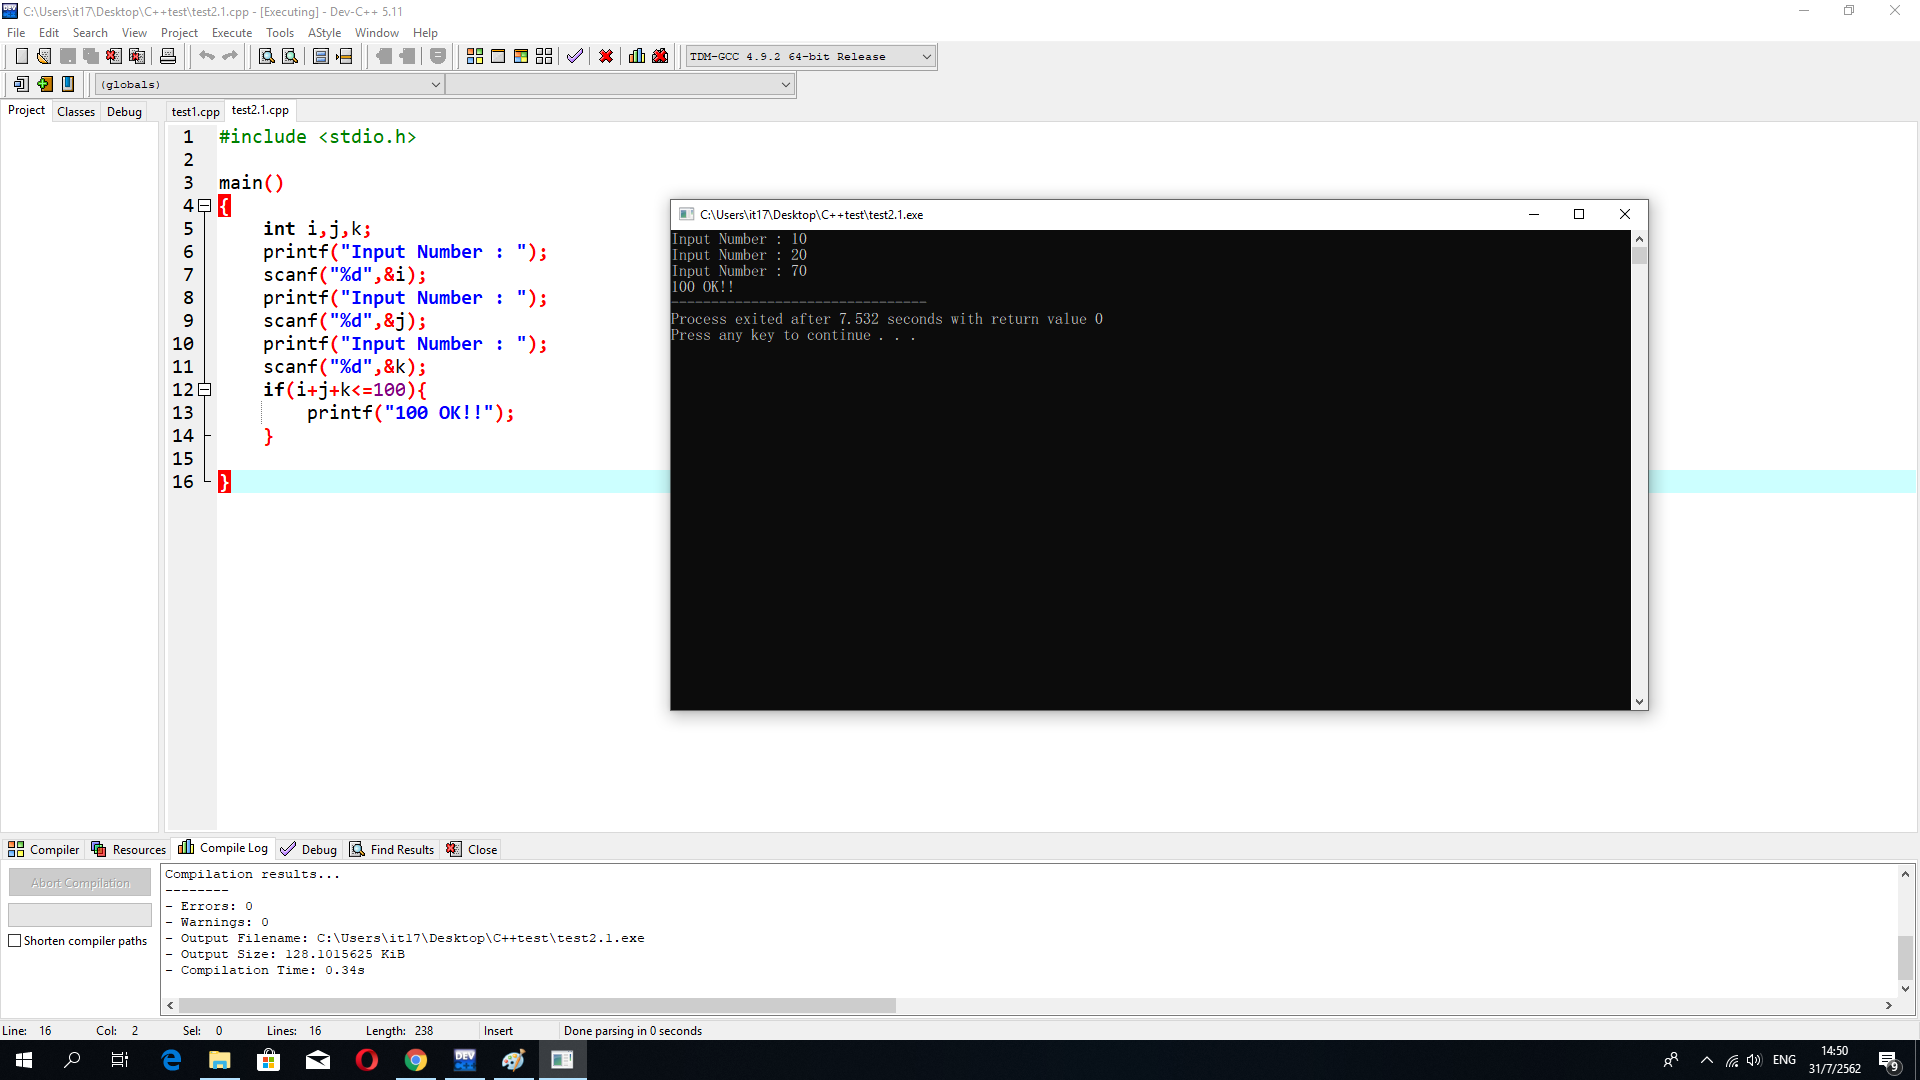 C:\Users\it17\Desktop\C++test\test2.1.cpp - [Executing] - Dev-C++ 5.11
File Edit Search View Project Execute Tools AStyle Window Help
TDM-GCC 4.9.2 64-bit Release
(globals)
Project Classes Debug
test1.cpp test2.1.cpp
1 #include <stdio.h>
2
3 main()
4 {
5 int i,j,k;
6 printf("Input Number : ");
7 scanf("%d",&i);
8 printf("Input Number : ");
9 scanf("%d",&j);
10 printf("Input Number : ");
11 scanf("%d",&k);
12 if(i+j+k<=100){
13 printf("100 OK!!");
14 }
15
16 }
C:\Users\it17\Desktop\C++test\test2.1.exe
Input Number : 10
Input Number : 20
Input Number : 70
100 OK!!
--------------------------------
Process exited after 7.532 seconds with return value 0
Press any key to continue . . .
Compiler Resources Compile Log Debug Find Results Close
Abort Compilation
Shorten compiler paths
Compilation results...
--------
- Errors: 0
- Warnings: 0
- Output Filename: C:\Users\it17\Desktop\C++test\test2.1.exe
- Output Size: 128.1015625 KiB
- Compilation Time: 0.34s
Line: 16 Col: 2 Sel: 0 Lines: 16 Length: 238 Insert Done parsing in 0 seconds
DEV C++
ENG
14:50
31/7/2562
9